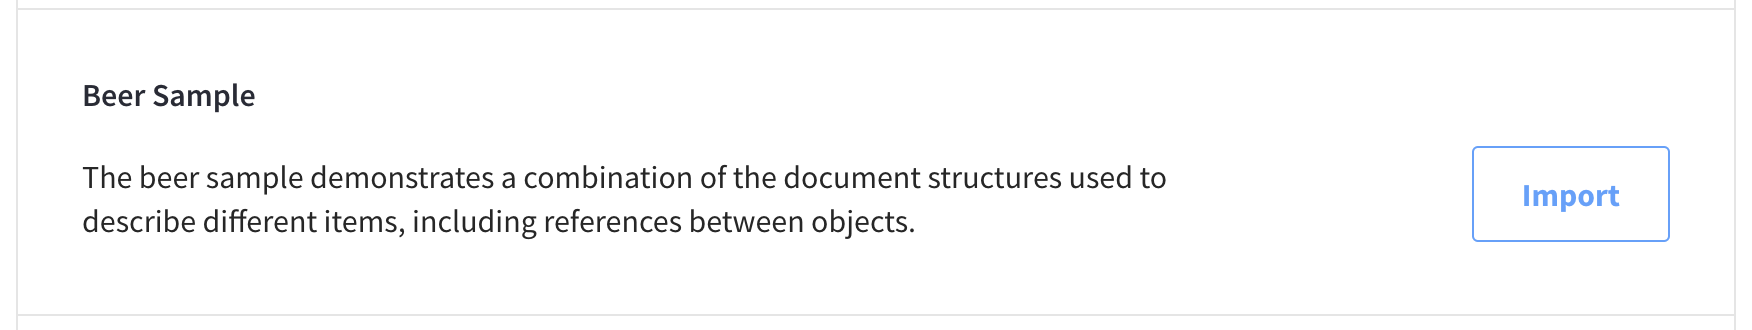 Beer Sample
The beer sample demonstrates a combination of the document structures used to
describe different items, including references between objects.
Import